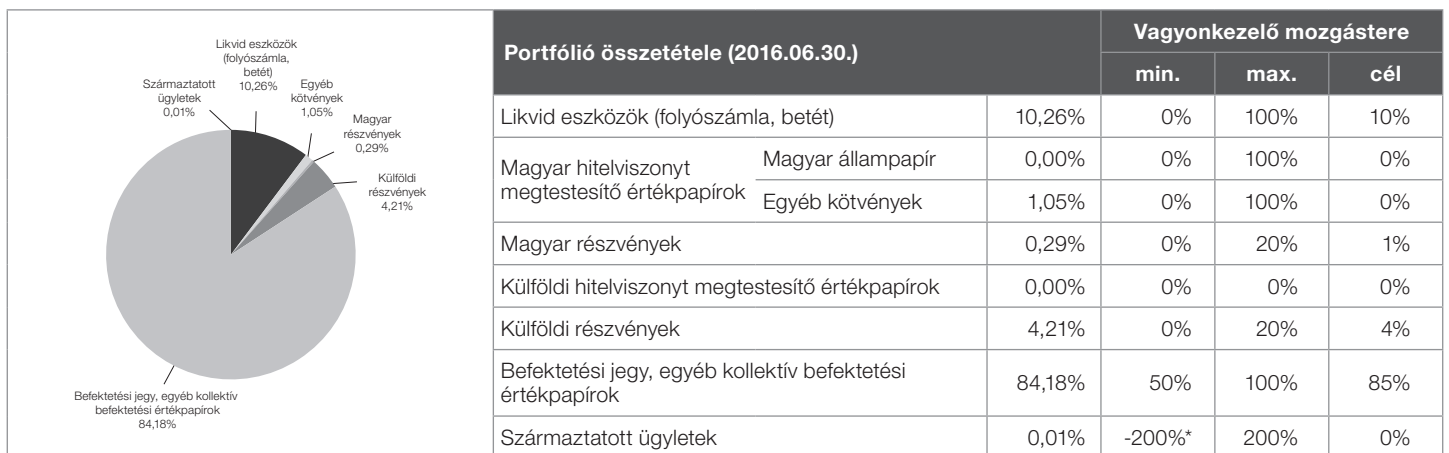 Likvid eszközök
(folyószámla,
betét)
10,26%
Származtatott
ügyletek
0,01%
Egyéb
kötvények
1,05%
Magyar
részvények
0,29%
Külföldi
részvények
4,21%
Befektetési jegy, egyéb kollektív
befektetési értékpapírok
84,18%
Portfólió összetétele (2016.06.30.) Vagyonkezelő mozgástere
min. max. cél
Likvid eszközök (folyószámla, betét) 10,26% 0% 100% 10%
Magyar hitelviszonyt
megtestesítő értékpapírok
Magyar állampapír 0,00% 0% 100% 0%
Egyéb kötvények 1,05% 0% 100% 0%
Magyar részvények 0,29% 0% 20% 1%
Külföldi hitelviszonyt megtestesítő értékpapírok 0,00% 0% 0% 0%
Külföldi részvények 4,21% 0% 20% 4%
Befektetési jegy, egyéb kollektív befektetési
értékpapírok 84,18% 50% 100% 85%
Származtatott ügyletek 0,01% -200%* 200% 0%